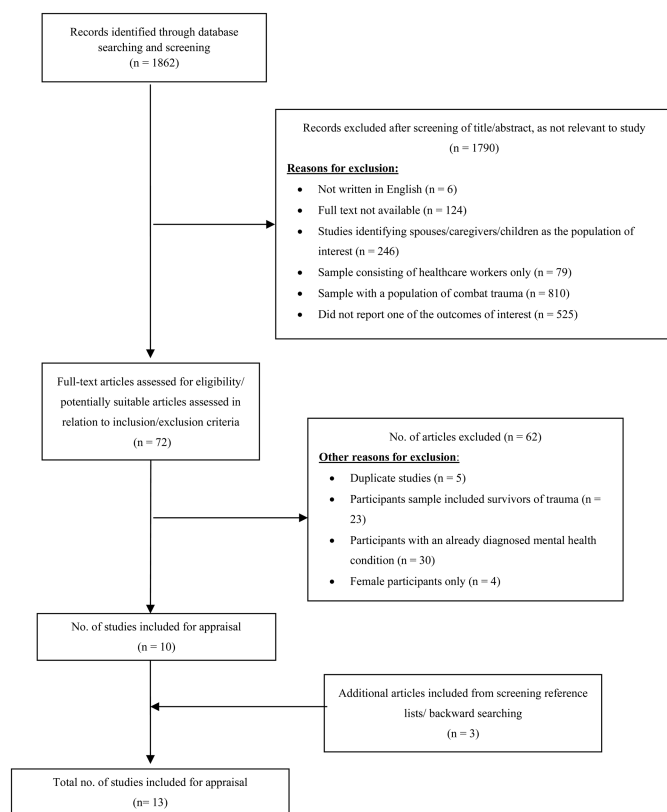 Records identified through database
searching and screening
(n = 1862)
Records excluded after screening of title/abstract, as not relevant to study
(n = 1790)
Reasons for exclusion:
• Not written in English (n = 6)
• Full text not available (n = 124)
• Studies identifying spouses/caregivers/children as the population of
interest (n = 246)
• Sample consisting of healthcare workers only (n = 79)
• Sample with a population of combat trauma (n = 810)
• Did not report one of the outcomes of interest (n = 525)
Full-text articles assessed for eligibility/
potentially suitable articles assessed in
relation to inclusion/exclusion criteria
(n = 72)
No. of articles excluded (n = 62)
Other reasons for exclusion:
• Duplicate studies (n = 5)
• Participants sample included survivors of trauma (n =
23)
• Participants with an already diagnosed mental health
condition (n = 30)
• Female participants only (n = 4)
No. of studies included for appraisal
(n = 10)
Additional articles included from screening reference
lists/ backward searching
(n = 3)
Total no. of studies included for appraisal
(n= 13)